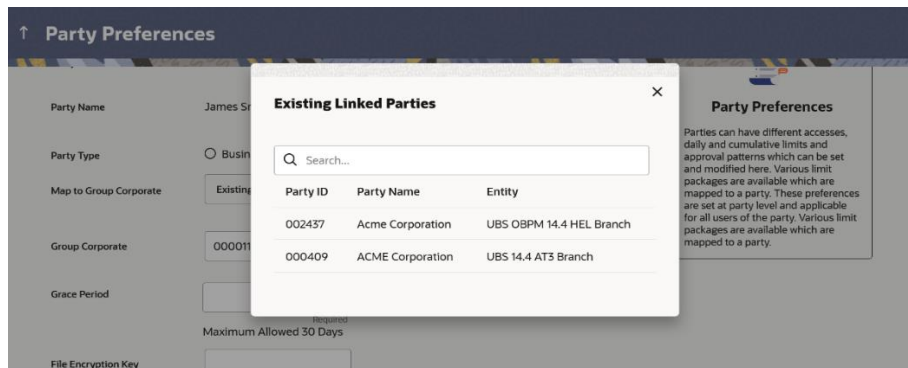 ↑ Party Preferences
Party Name
James
Party Type
Map to Group Corporate
Existing
Group Corporate
000011
Grace Period
Required
Maximum Allowed 30 Days
File Encryption Key
Existing Linked Parties
Search...
Party ID Party Name Entity
002437 Acme Corporation UBS OBPM 14.4 HEL Branch
000409 ACME Corporation UBS 14.4 AT3 Branch
Party Preferences
Parties can have different accesses,
daily and cumulative limits and
approval patterns which can be set
and modified here. Various limit
packages are available which are
mapped to a party. These preferences
are set at party level and applicable
for all users of the party. Various limit
packages are available which are
mapped to a party.